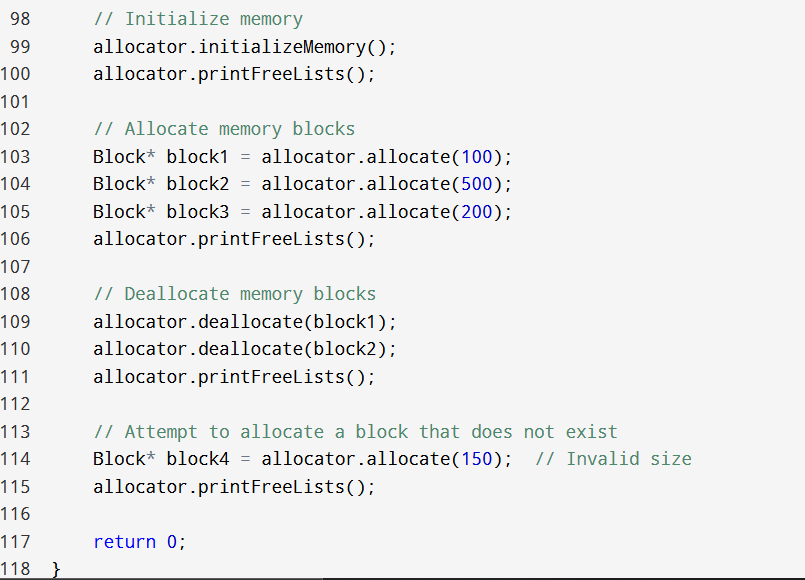 98 // Initialize memory
99 allocator.initializeMemory();
100 allocator.printFreeLists();
101
102 // Allocate memory blocks
103 Block* block1 = allocator.allocate(100);
104 Block* block2 = allocator.allocate(500);
105 Block* block3 = allocator.allocate(200);
106 allocator.printFreeLists();
107
108 // Deallocate memory blocks
109 allocator.deallocate(block1);
110 allocator.deallocate(block2);
111 allocator.printFreeLists();
112
113 // Attempt to allocate a block that does not exist
114 Block* block4 = allocator.allocate(150); // Invalid size
115 allocator.printFreeLists();
116
117 return 0;
118 }